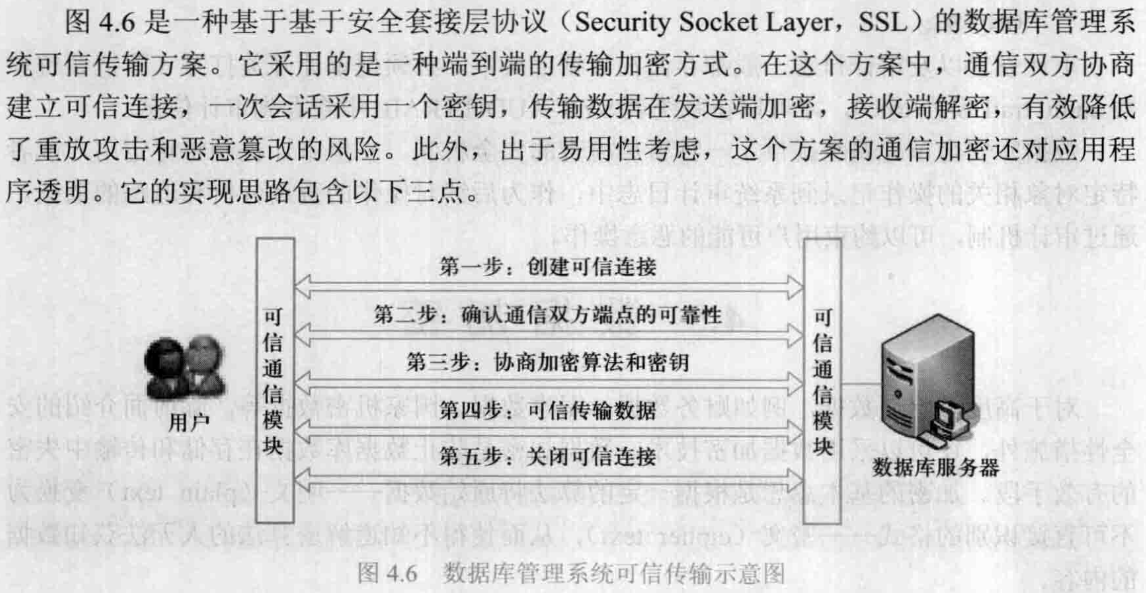 图 4.6 是一种基于基于安全套接层协议（Security Socket Layer，SSL）的数据库管理系
统可信传输方案。它采用的是一种端到端的传输加密方式。在这个方案中，通信双方协商
建立可信连接，一次会话采用一个密钥，传输数据在发送端加密，接收端解密，有效降低
了重放攻击和恶意篡改的风险。此外，出于易用性考虑，这个方案的通信加密还对应用程
序透明。它的实现思路包含以下三点。
第一步：创建可信连接
第二步：确认通信双方端点的可靠性
第三步：协商加密算法和密钥
第四步：可信传输数据
第五步：关闭可信连接
用户
可信通信模块
可信通信模块
数据库服务器
图 4.6 数据库管理系统可信传输示意图